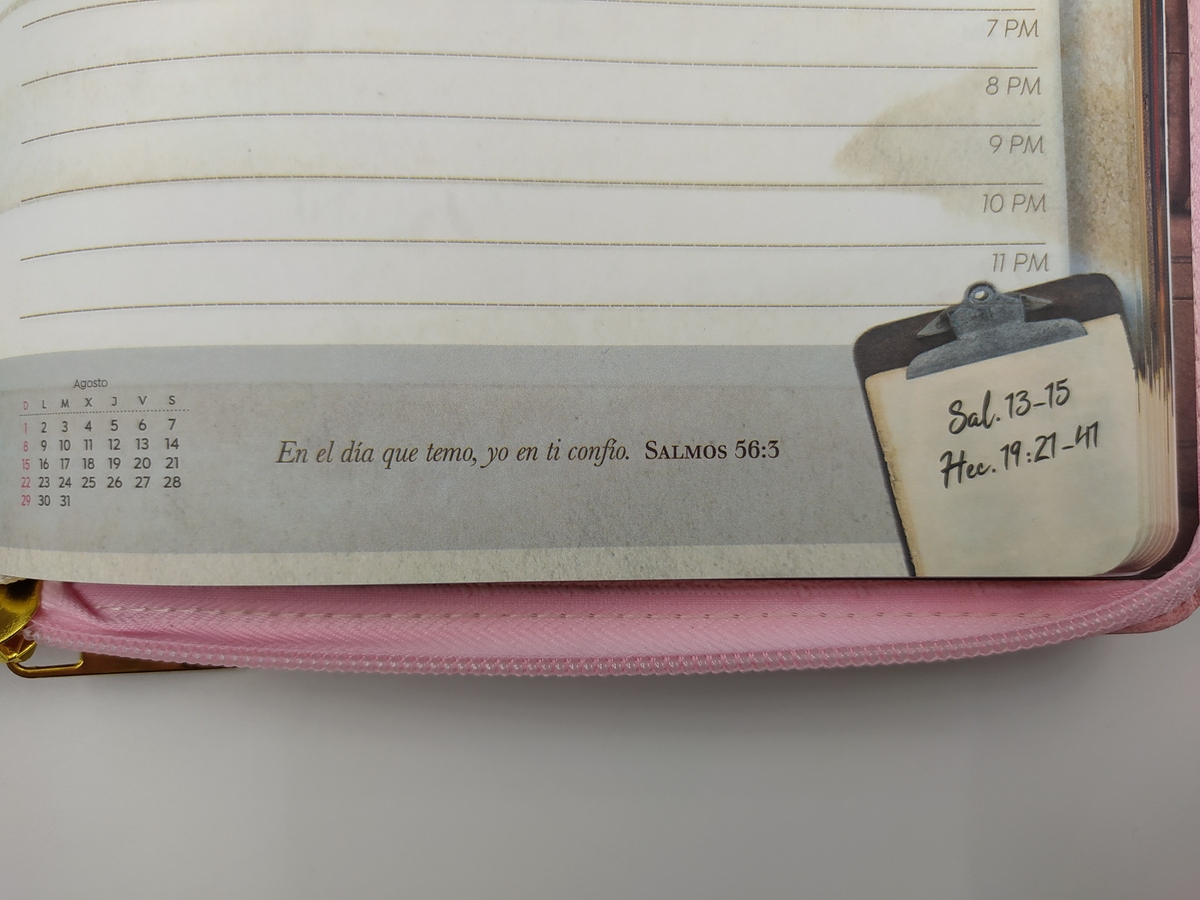 7 PM
8 PM
9 PM
10 PM
11 PM
Agosto
D L M X J V S
1 2 3 4 5 6 7
8 9 10 11 12 13 14
15 16 17 18 19 20 21
22 23 24 25 26 27 28
29 30 31
En el día que temo, yo en ti confío. SALMOS 56:3
Sal. 13-15
Hec. 19:21-41